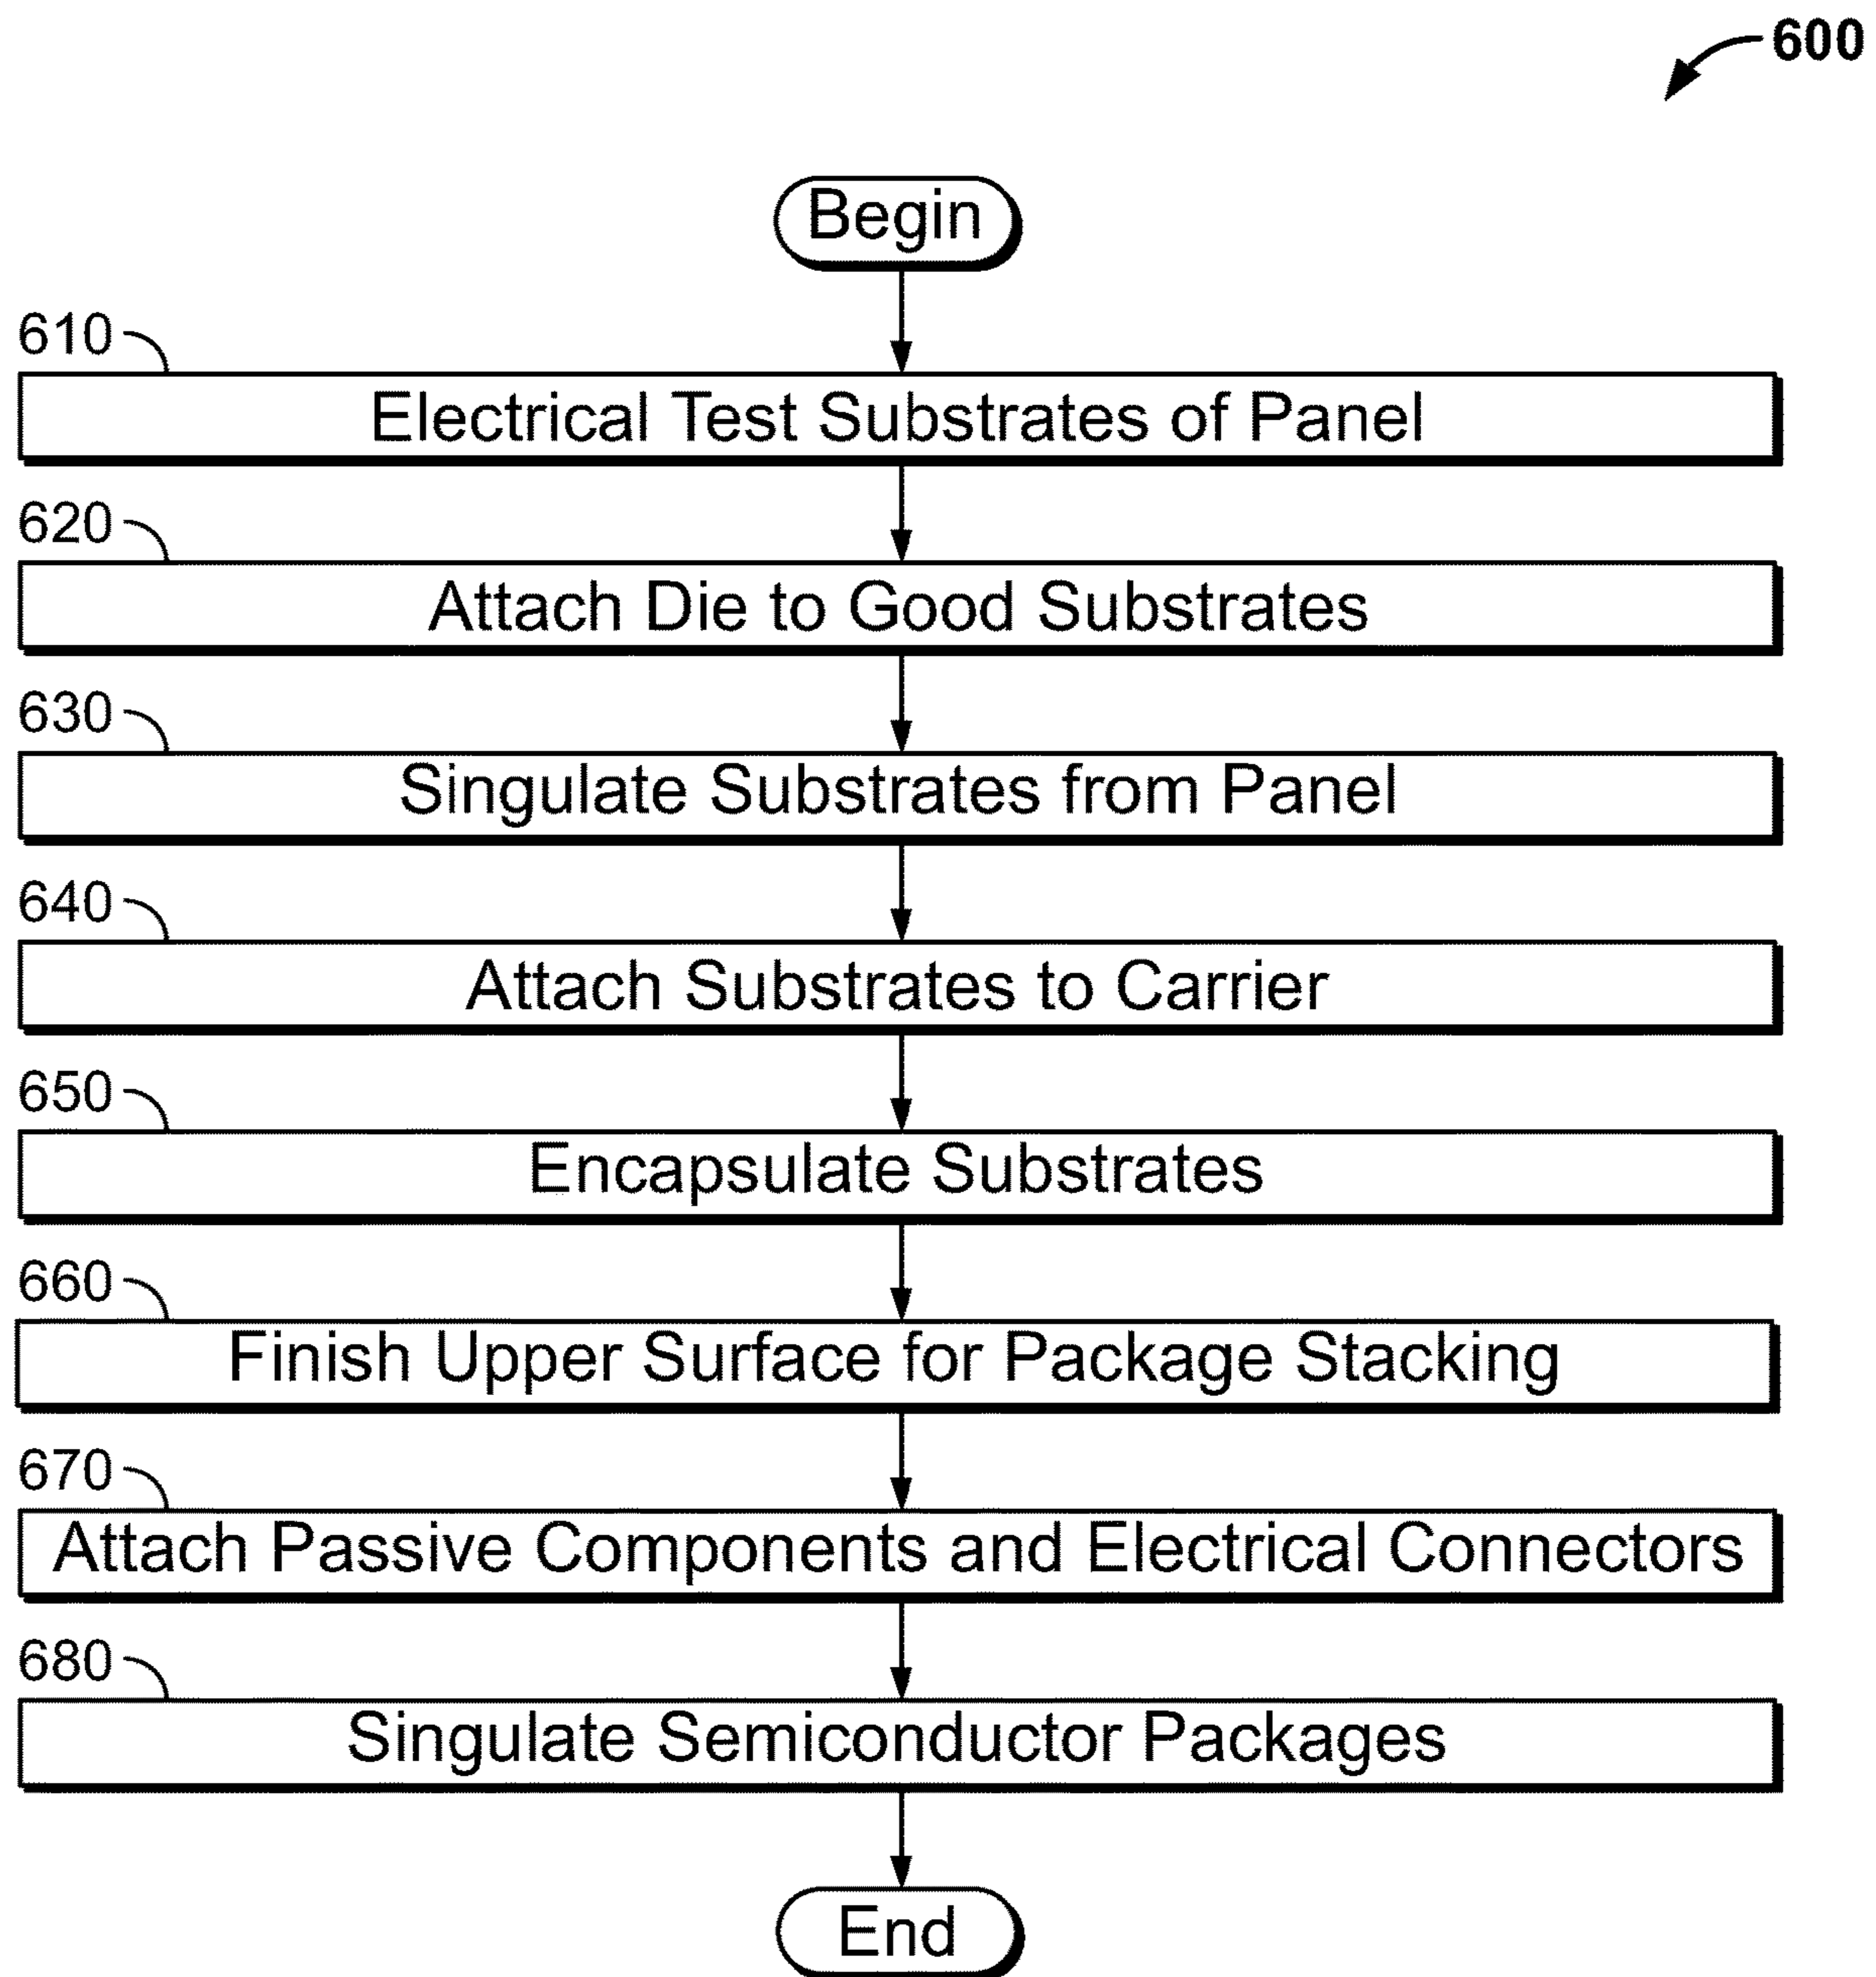 600
Begin
610
Electrical Test Substrates of Panel
620
Attach Die to Good Substrates
630
Singulate Substrates from Panel
640
Attach Substrates to Carrier
650
Encapsulate Substrates
660
Finish Upper Surface for Package Stacking
670
Attach Passive Components and Electrical Connectors
680
Singulate Semiconductor Packages
End